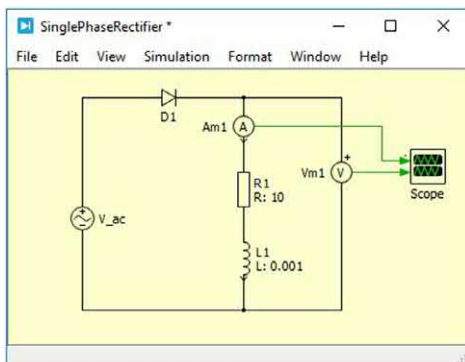 SinglePhaseRectifier *
File Edit View Simulation Format Window Help
D1
Am1 A
Vm1 V
Scope
R1
R: 10
V_ac
L1
L: 0.001